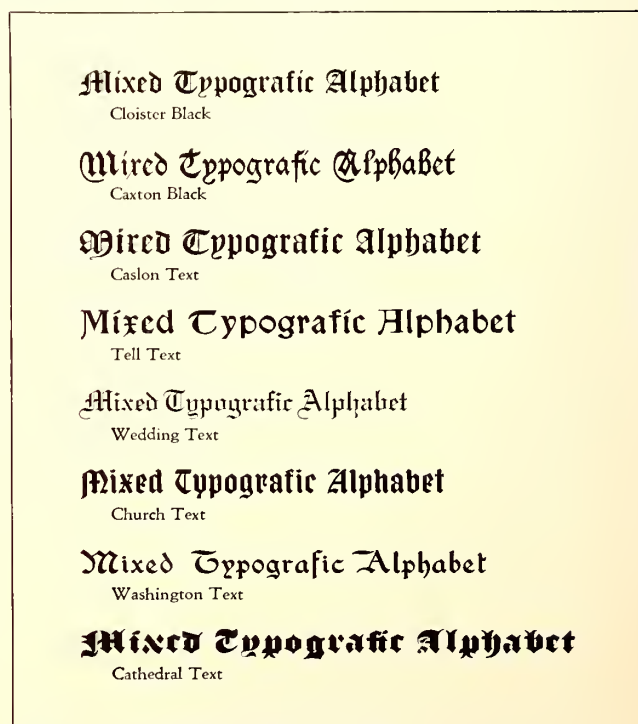 Mixed Typografic Alphabet
Cloister Black
Mixed Typografic Alphabet
Caxton Black
Mixed Typografic Alphabet
Caslon Text
Mixed Typografic Alphabet
Tell Text
Mixed Typografic Alphabet
Wedding Text
Mixed Typografic Alphabet
Church Text
Mixed Typografic Alphabet
Washington Text
Mixed Typografic Alphabet
Cathedral Text